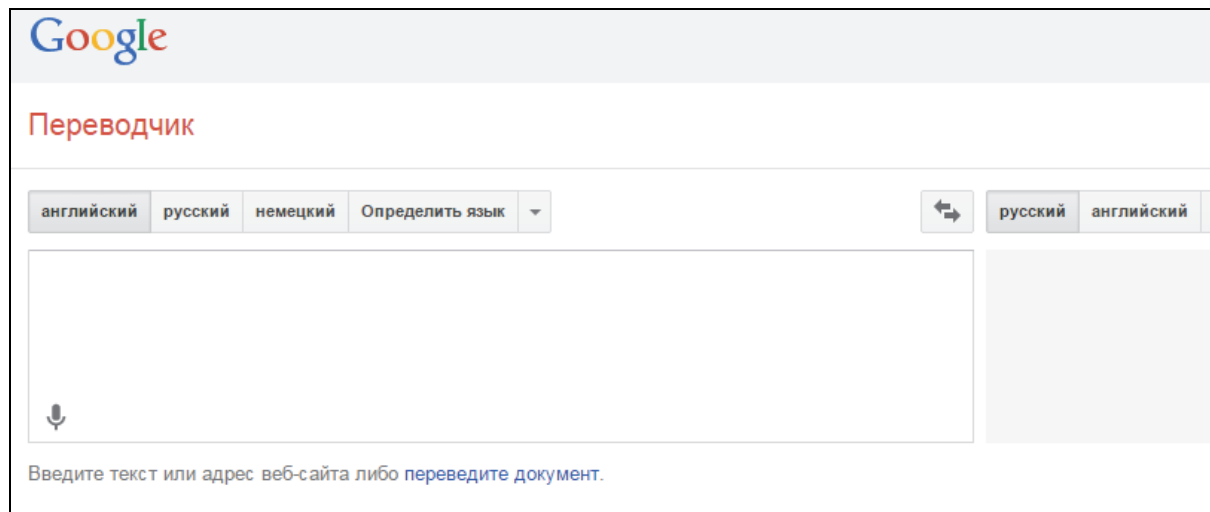 Google
Переводчик
английский русский немецкий Определить язык русский английский
Введите текст или адрес веб-сайта либо переведите документ.